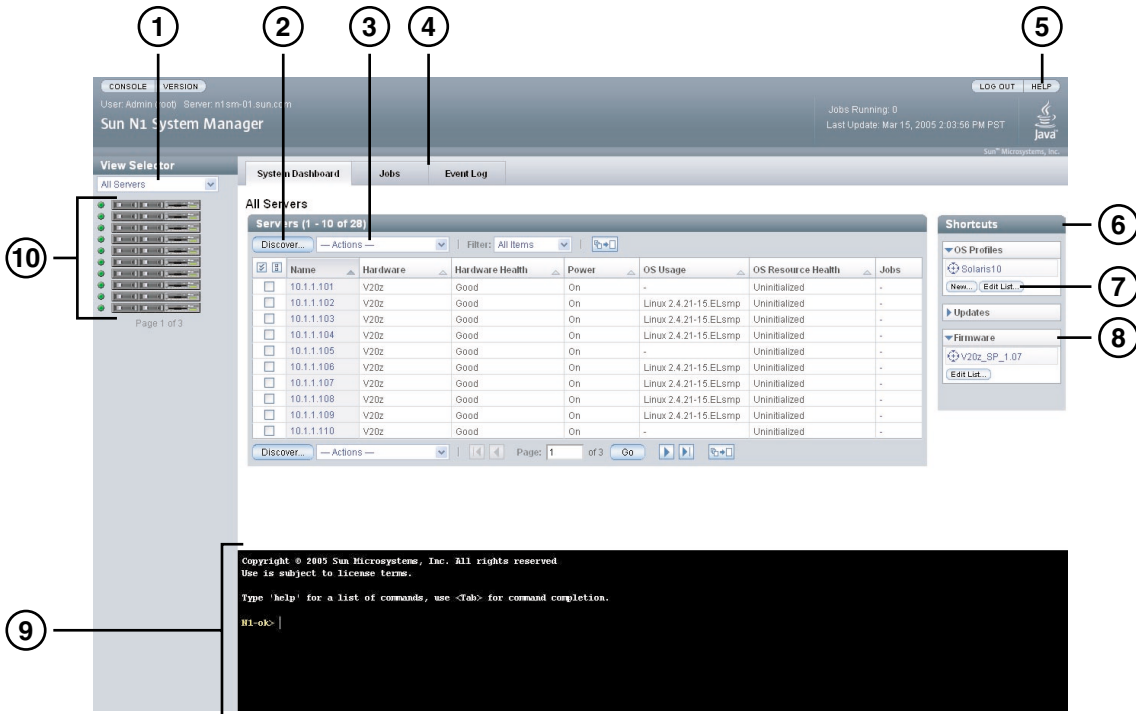 1 2 3 4 5
CONSOLE VERSION LOG OUT HELP
User: Admin (root) Server: n1sm-01.sun.com
Jobs Running: 0
Sun N1 System Manager
Last Update: Mar 15, 2005 2:03:56 PM PST
Java
Sun™ Microsystems, Inc.
View Selector
System Dashboard Jobs Event Log
All Servers
10
Page 1 of 3
All Servers
Servers (1 - 10 of 28)
Discover... — Actions — Filter: All Items
Name Hardware Hardware Health Power OS Usage OS Resource Health Jobs
10.1.1.101 V20z Good On - Uninitialized -
10.1.1.102 V20z Good On Linux 2.4.21-15.ELsmp Uninitialized -
10.1.1.103 V20z Good On Linux 2.4.21-15.ELsmp Uninitialized -
10.1.1.104 V20z Good On Linux 2.4.21-15.ELsmp Uninitialized -
10.1.1.105 V20z Good On - Uninitialized -
10.1.1.106 V20z Good On Linux 2.4.21-15.ELsmp Uninitialized -
10.1.1.107 V20z Good On Linux 2.4.21-15.ELsmp Uninitialized -
10.1.1.108 V20z Good On Linux 2.4.21-15.ELsmp Uninitialized -
10.1.1.109 V20z Good On Linux 2.4.21-15.ELsmp Uninitialized -
10.1.1.110 V20z Good On - Uninitialized -
Discover... — Actions — Page: 1 of 3 Go
Shortcuts 6
OS Profiles
Solaris10
New... Edit List... 7
Updates
Firmware 8
V20z_SP_1.07
Edit List...
9
Copyright © 2005 Sun Microsystems, Inc. All rights reserved
Use is subject to license terms.
Type 'help' for a list of commands, use <Tab> for command completion.
N1-ok>